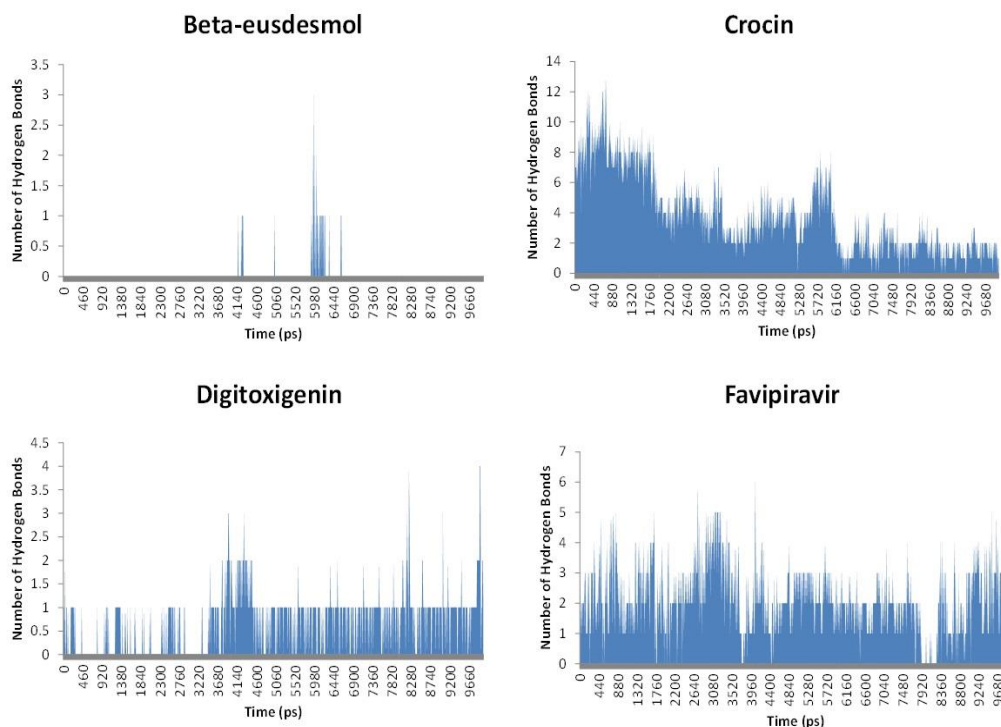 Beta-eusdesmol
Number of Hydrogen Bonds
3.5
3
2.5
2
1.5
1
0.5
0
0 460 920 1380 1840 2300 2760 3220 3680 4140 4600 5060 5520 5980 6440 6900 7360 7820 8280 8740 9200 9660
Time (ps)
Crocin
Number of Hydrogen Bonds
14
12
10
8
6
4
2
0
0 440 880 1320 1760 2200 2640 3080 3520 3960 4400 4840 5280 5720 6160 6600 7040 7480 7920 8360 8800 9240 9680
Time (ps)
Digitoxigenin
Number of Hydrogen Bonds
4.5
4
3.5
3
2.5
2
1.5
1
0.5
0
0 460 920 1380 1840 2300 2760 3220 3680 4140 4600 5060 5520 5980 6440 6900 7360 7820 8280 8740 9200 9660
Time (ps)
Favipiravir
Number of Hydrogen Bonds
7
6
5
4
3
2
1
0
0 440 880 1320 1760 2200 2640 3080 3520 3960 4400 4840 5280 5720 6160 6600 7040 7480 7920 8360 8800 9240 9680
Time (ps)